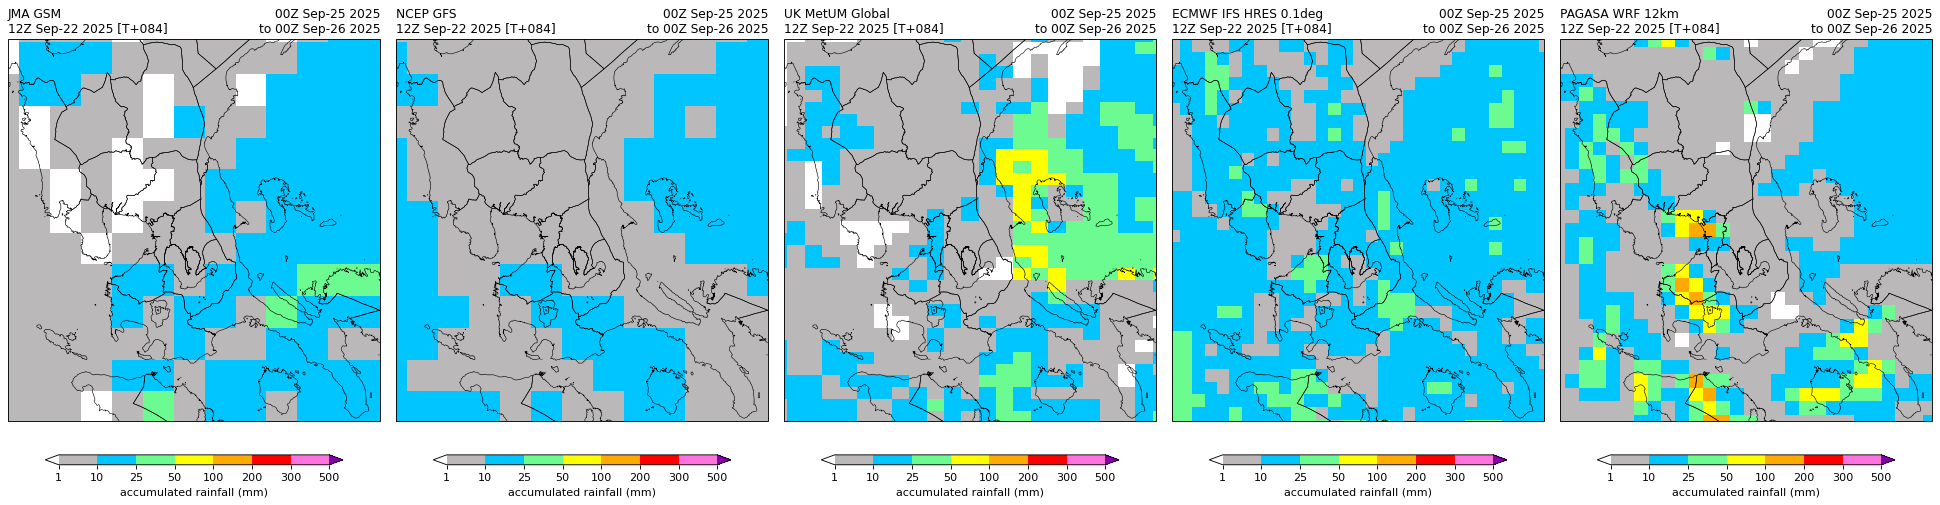 JMA GSM 00Z Sep-25 2025
12Z Sep-22 2025 [T+084] to 00Z Sep-26 2025
1 10 25 50 100 200 300 500
accumulated rainfall (mm)
NCEP GFS 00Z Sep-25 2025
12Z Sep-22 2025 [T+084] to 00Z Sep-26 2025
1 10 25 50 100 200 300 500
accumulated rainfall (mm)
UK MetUM Global 00Z Sep-25 2025
12Z Sep-22 2025 [T+084] to 00Z Sep-26 2025
1 10 25 50 100 200 300 500
accumulated rainfall (mm)
ECMWF IFS HRES 0.1deg 00Z Sep-25 2025
12Z Sep-22 2025 [T+084] to 00Z Sep-26 2025
1 10 25 50 100 200 300 500
accumulated rainfall (mm)
PAGASA WRF 12km 00Z Sep-25 2025
12Z Sep-22 2025 [T+084] to 00Z Sep-26 2025
1 10 25 50 100 200 300 500
accumulated rainfall (mm)